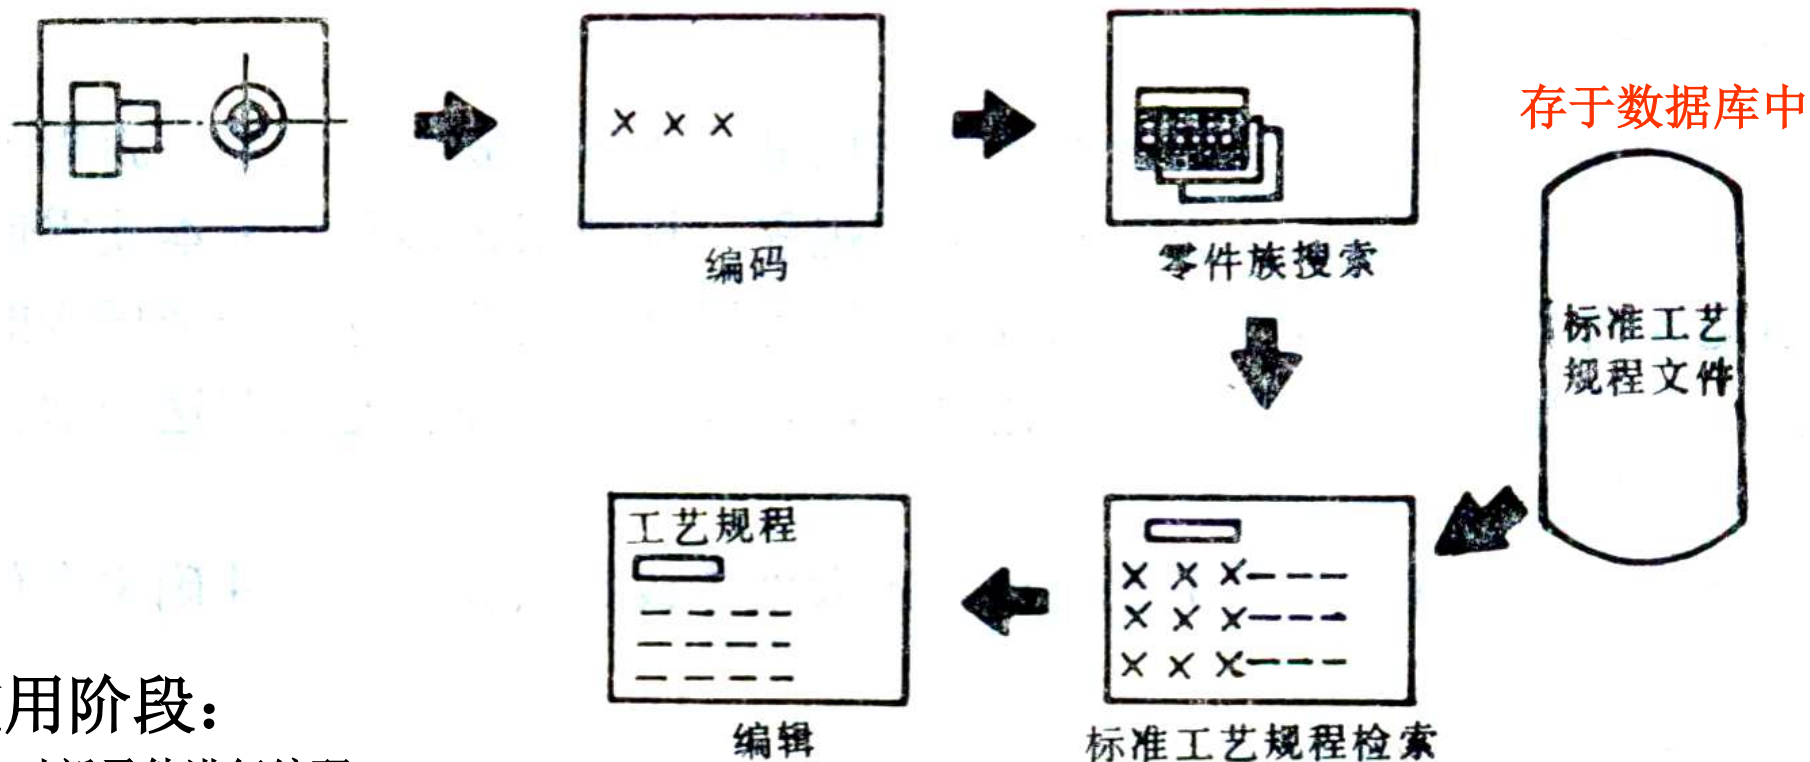 存于数据库中
× × ×
编码
零件族搜索
标准工艺
规程文件
工艺规程
× × ×
× × ×
× × ×
编辑
标准工艺规程检索
用阶段：